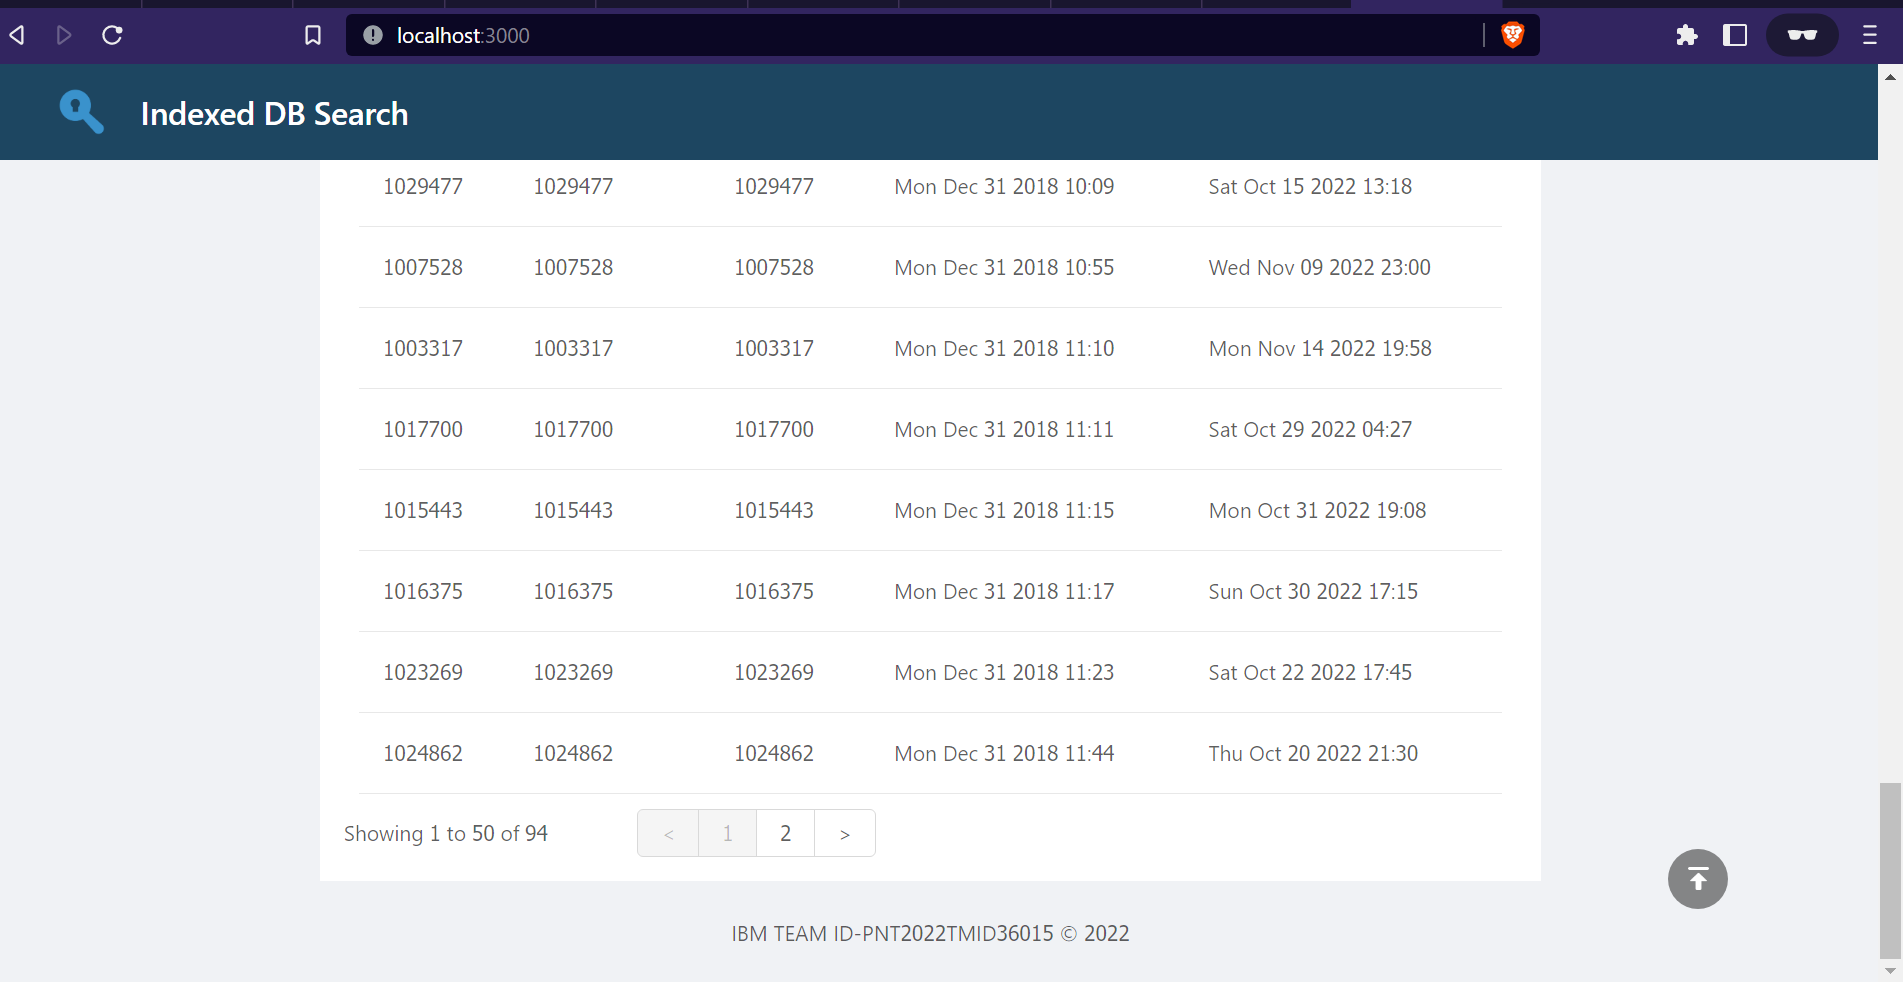 localhost:3000
Indexed DB Search
1029477 1029477 1029477 Mon Dec 31 2018 10:09 Sat Oct 15 2022 13:18
1007528 1007528 1007528 Mon Dec 31 2018 10:55 Wed Nov 09 2022 23:00
1003317 1003317 1003317 Mon Dec 31 2018 11:10 Mon Nov 14 2022 19:58
1017700 1017700 1017700 Mon Dec 31 2018 11:11 Sat Oct 29 2022 04:27
1015443 1015443 1015443 Mon Dec 31 2018 11:15 Mon Oct 31 2022 19:08
1016375 1016375 1016375 Mon Dec 31 2018 11:17 Sun Oct 30 2022 17:15
1023269 1023269 1023269 Mon Dec 31 2018 11:23 Sat Oct 22 2022 17:45
1024862 1024862 1024862 Mon Dec 31 2018 11:44 Thu Oct 20 2022 21:30
Showing 1 to 50 of 94 < 1 2 >
IBM TEAM ID-PNT2022TMID36015 © 2022